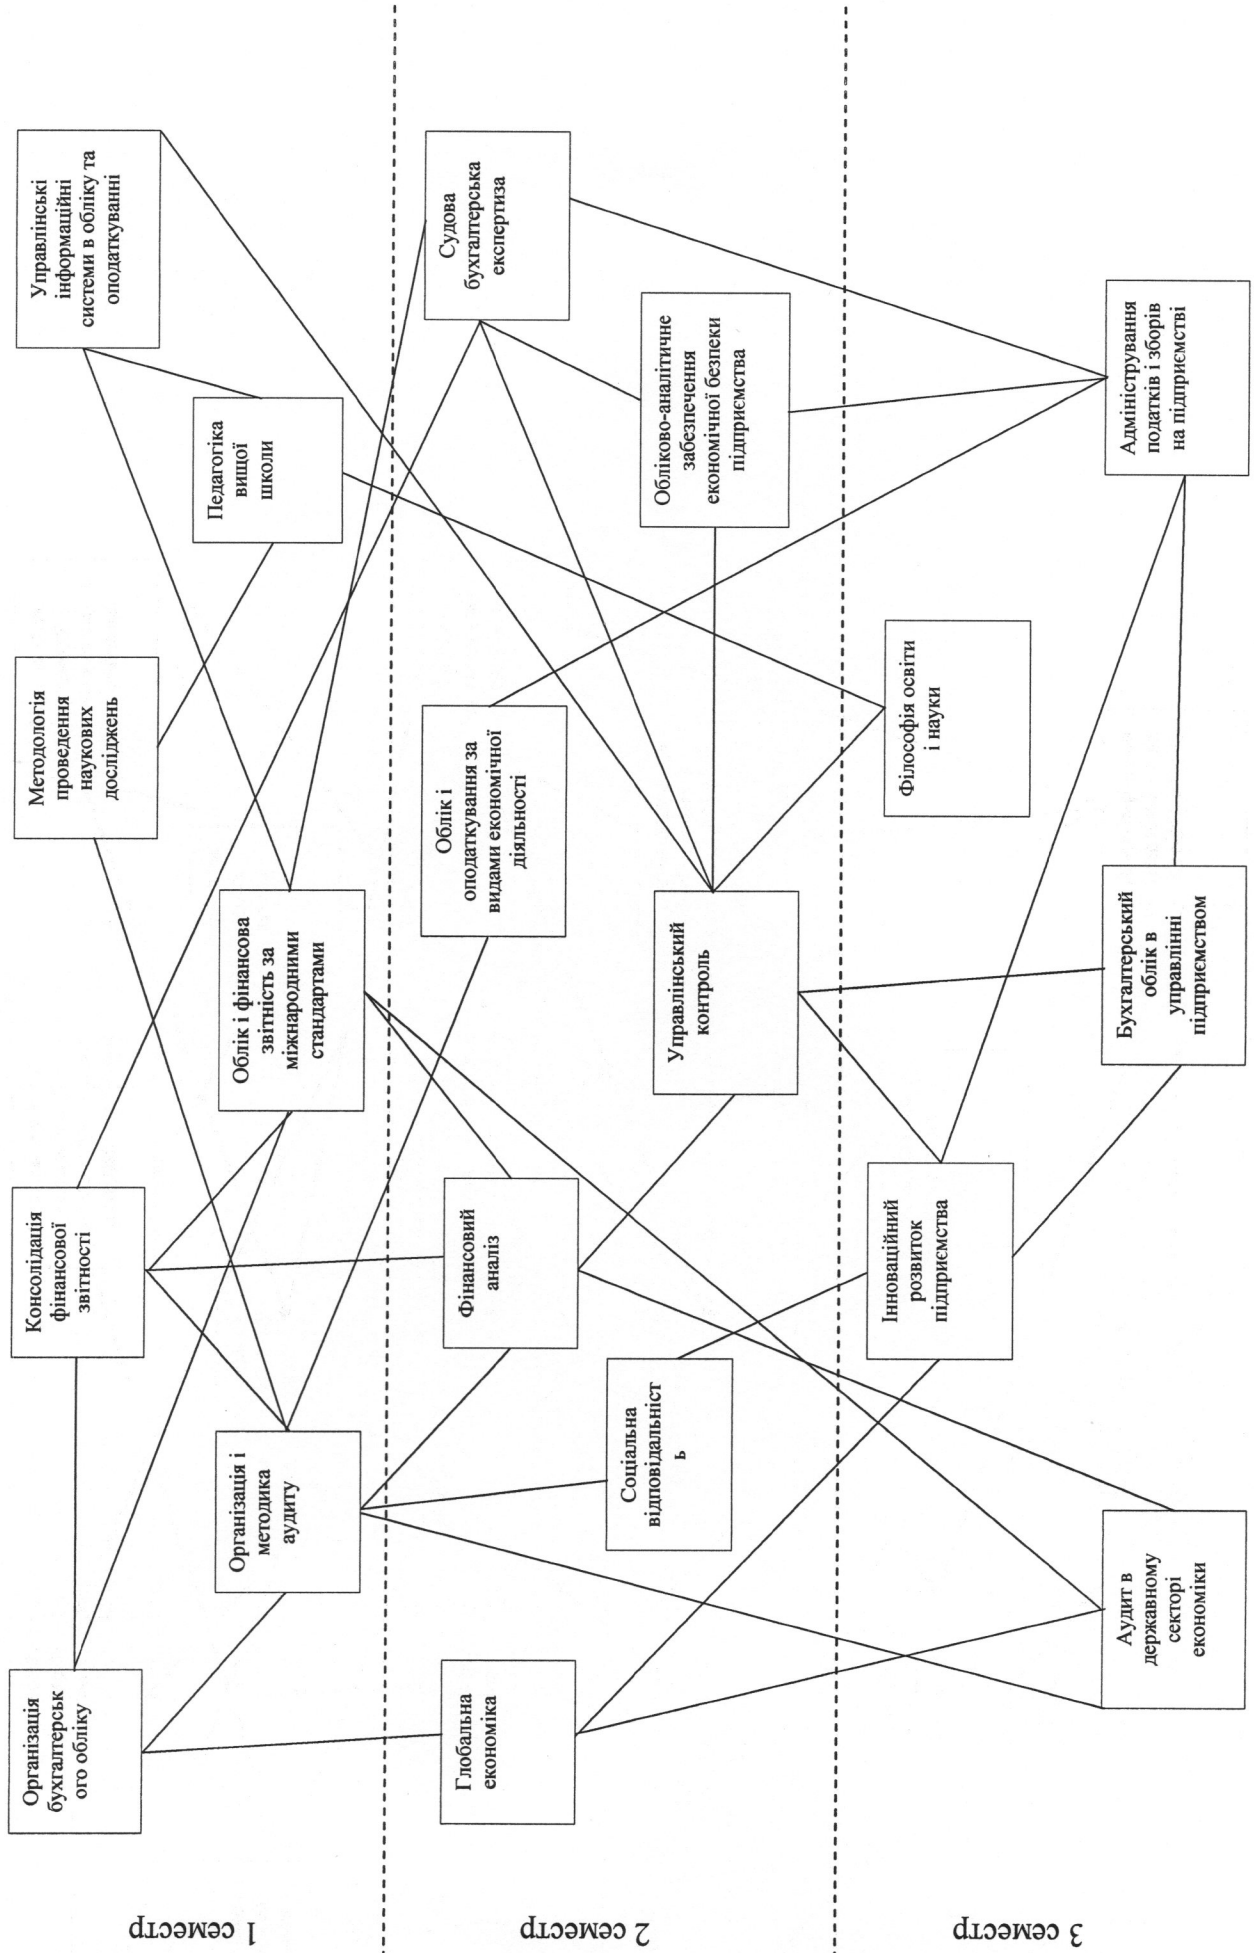 1 семестр
Організація
бухгалтерськ
ого обліку
Консолідація
фінансової
звітності
Методологія
проведення
наукових
досліджень
Управлінські
інформаційні
системи в обліку та
оподаткуванні
Організація і
методика
аудиту
Облік і фінансова
звітність за
міжнародними
стандартами
Педагогіка
вищої
школи
2 семестр
Глобальна
економіка
Фінансовий
аналіз
Облік і
оподаткування за
видами економічної
діяльності
Судова
бухгалтерська
експертиза
Соціальна
відповідальніст
ь
Управлінський
контроль
Обліково-аналітичне
забезпечення
економічної безпеки
підприємства
3 семестр
Інноваційний
розвиток
підприємства
Філософія освіти
і науки
Аудит в
державному
секторі
економіки
Бухгалтерський
облік в
управлінні
підприємством
Адміністрування
податків і зборів
на підприємстві